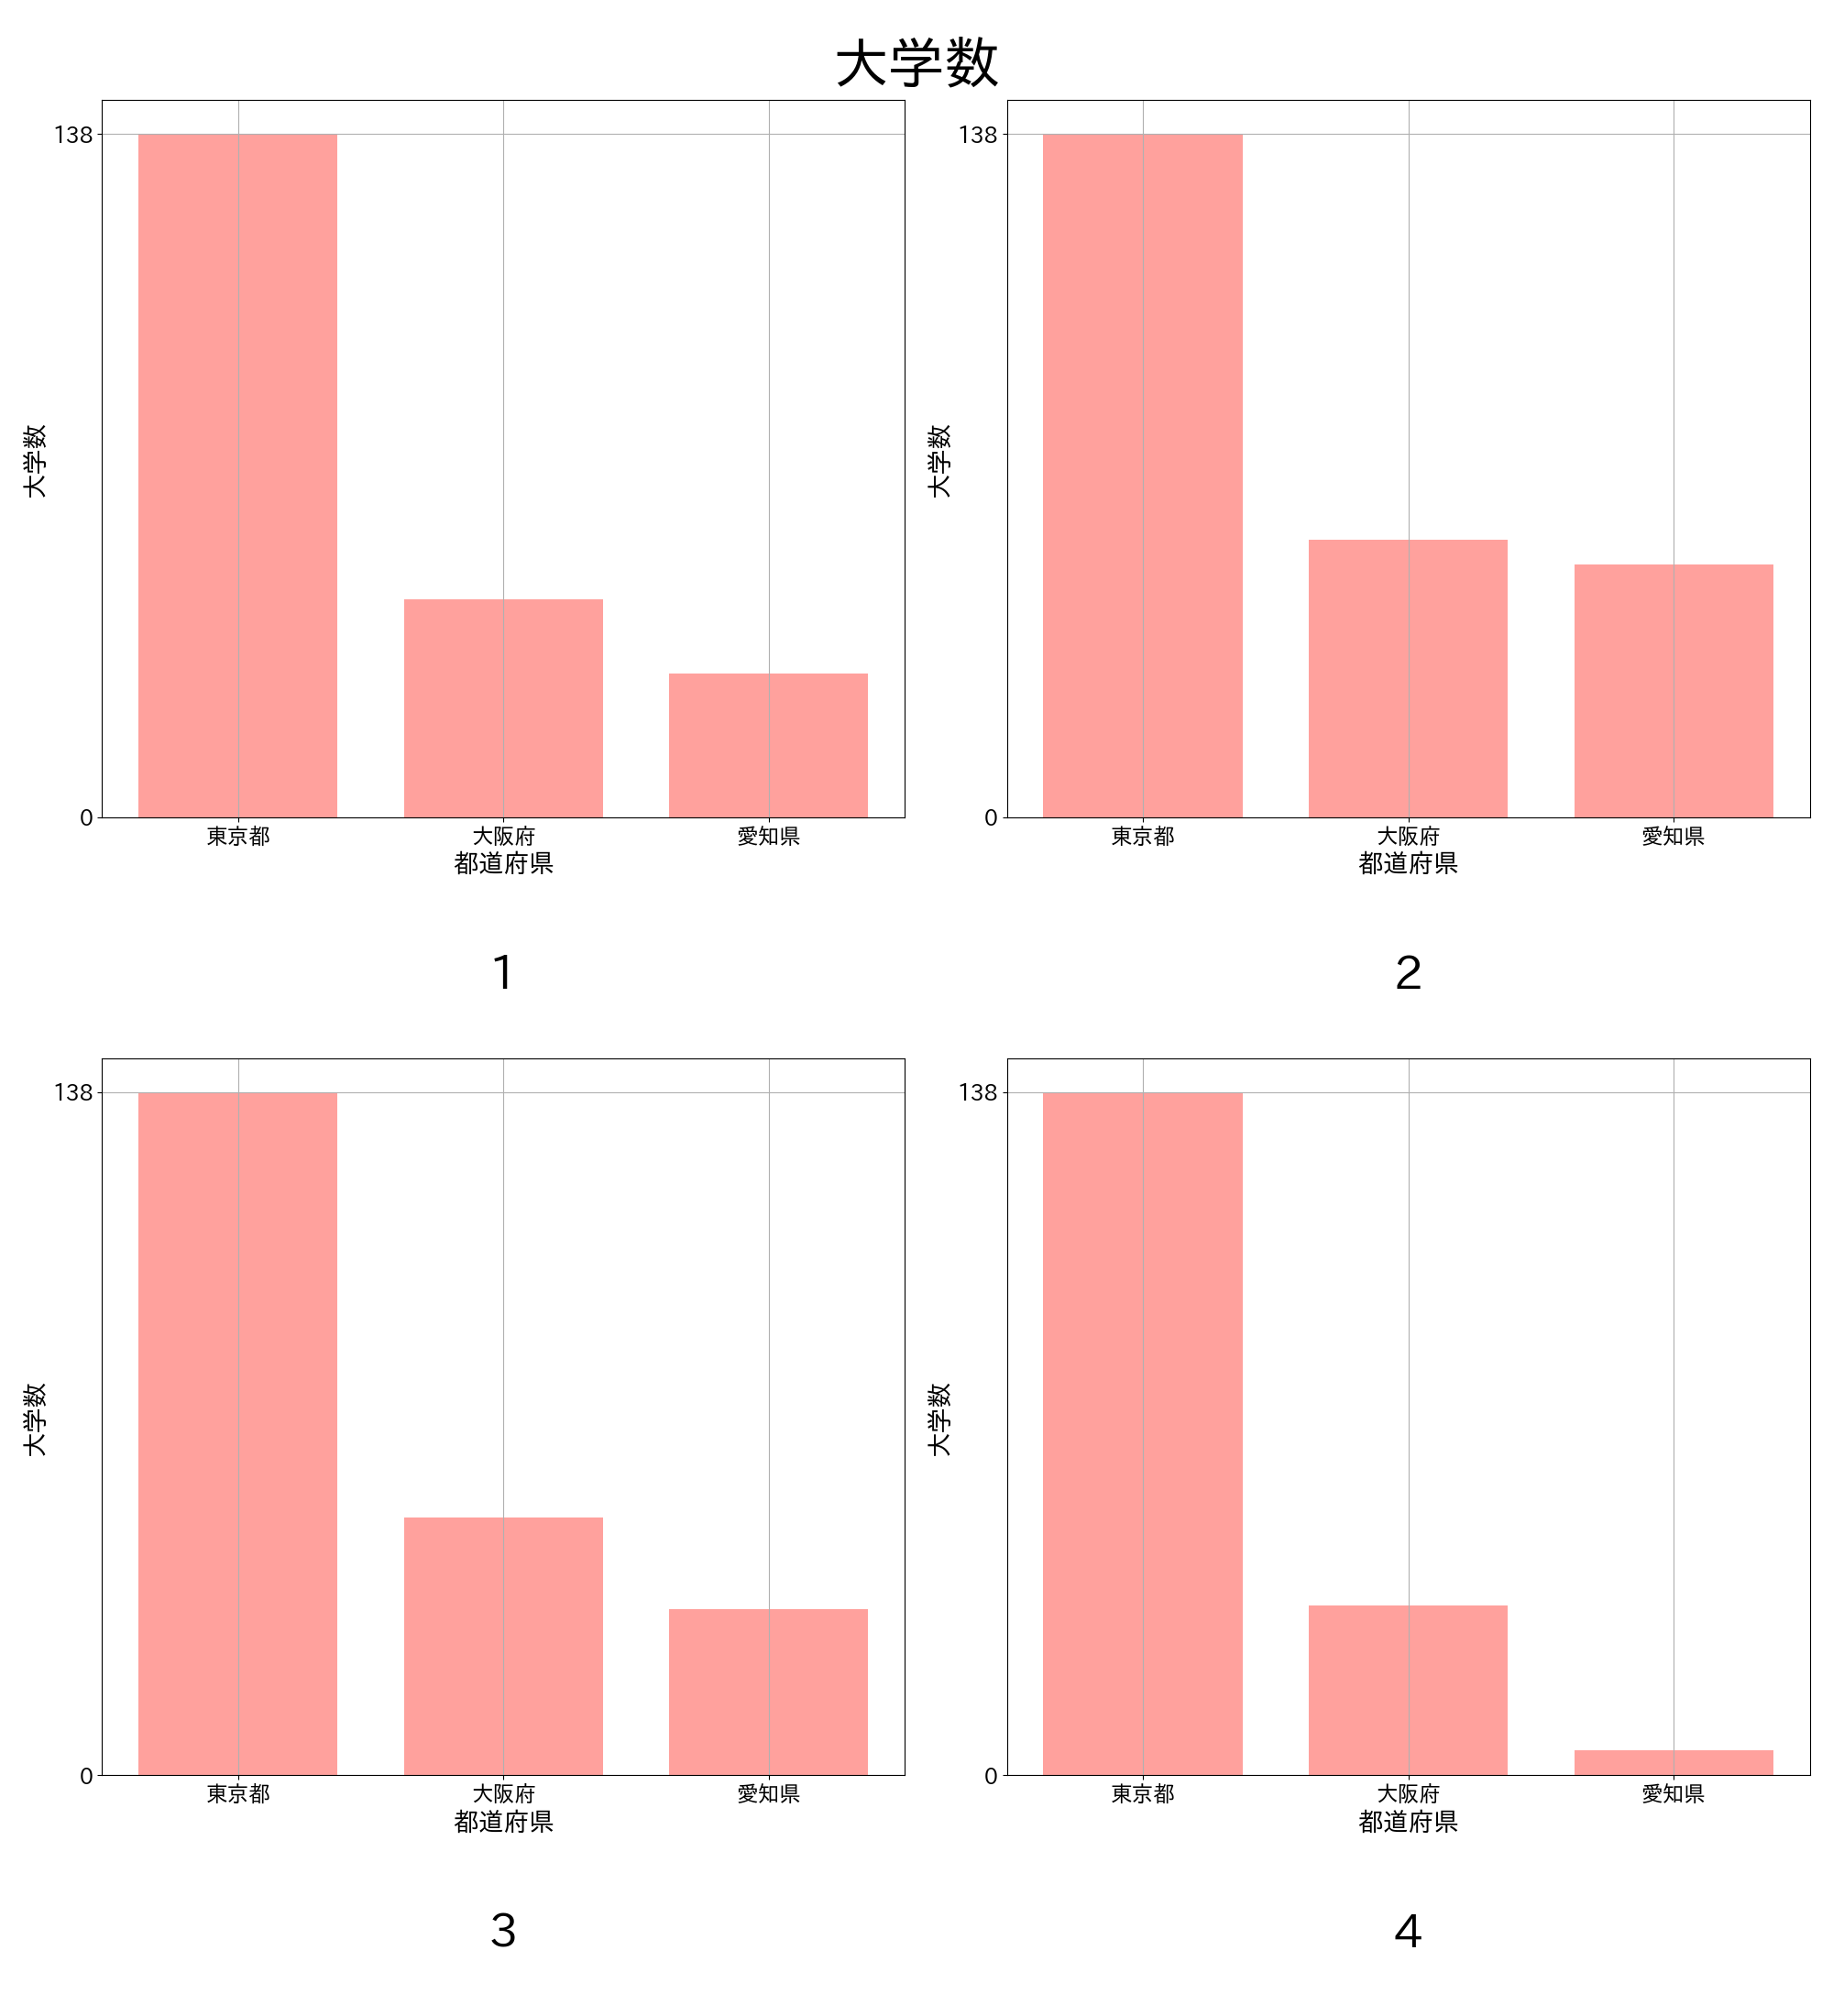 大学数
138
0
大学数
東京都 大阪府 愛知県
都道府県
1
138
0
大学数
東京都 大阪府 愛知県
都道府県
2
138
0
大学数
東京都 大阪府 愛知県
都道府県
3
138
0
大学数
東京都 大阪府 愛知県
都道府県
4